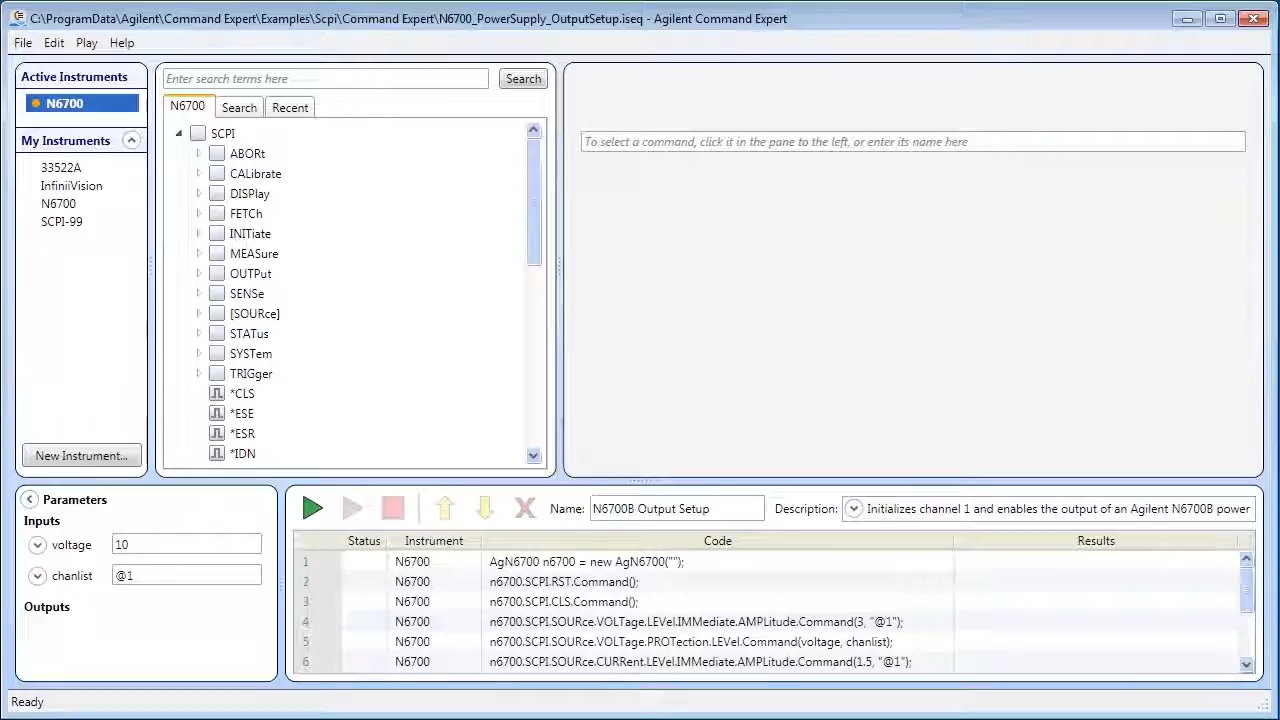 C:\ProgramData\Agilent\Command Expert\Examples\Scpi\Command Expert\N6700_PowerSupply_OutputSetup.iseq - Agilent Command Expert
File Edit Play Help
Active Instruments
N6700
My Instruments
33522A
InfiniiVision
N6700
SCPI-99
New Instrument...
Enter search terms here
Search
N6700 Search Recent
SCPI
ABORt
CALibrate
DISPlay
FETCh
INITiate
MEASure
OUTPut
SENSe
[SOURce]
STATus
SYSTem
TRIGger
*CLS
*ESE
*ESR
*IDN
To select a command, click it in the pane to the left, or enter its name here
Parameters
Inputs
voltage 10
chanlist @1
Outputs
Name: N6700B Output Setup Description: Initializes channel 1 and enables the output of an Agilent N6700B power
Status Instrument Code Results
1 N6700 AgN6700 n6700 = new AgN6700("");
2 N6700 n6700.SCPI.RST.Command();
3 N6700 n6700.SCPI.CLS.Command();
4 N6700 n6700.SCPI.SOURce.VOLTage.LEVel.IMMediate.AMPLitude.Command(3, "@1");
5 N6700 n6700.SCPI.SOURce.VOLTage.PROTection.LEVel.Command(voltage, chanlist);
6 N6700 n6700.SCPI.SOURce.CURRent.LEVel.IMMediate.AMPLitude.Command(1.5, "@1");
Ready